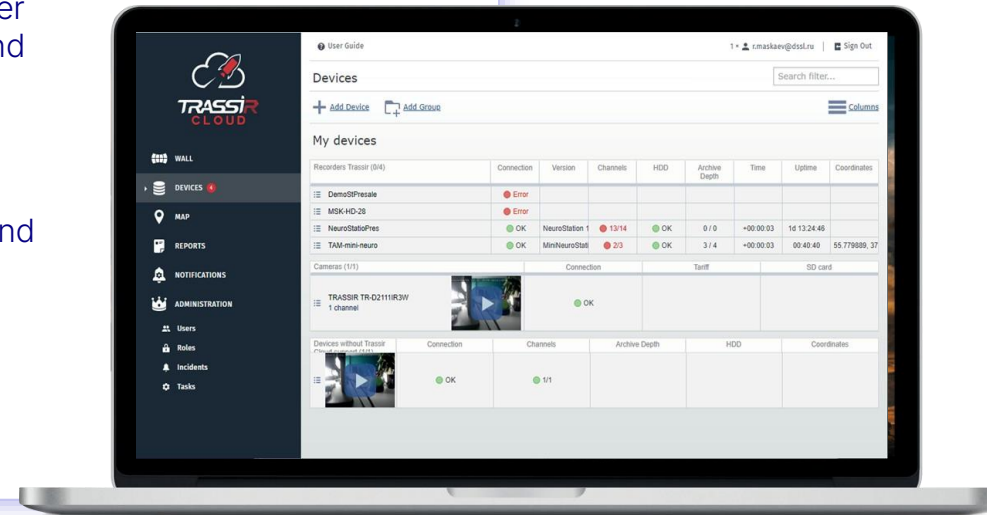 er
nd
nd
User Guide
1 r.maskaev@dssl.ru | Sign Out
TRASSIR
CLOUD
Devices
Search filter...
Add Device Add Group Columns
My devices
WALL
DEVICES
MAP
REPORTS
NOTIFICATIONS
ADMINISTRATION
Users
Roles
Incidents
Tasks
Recorders Trassir (0/4) Connection Version Channels HDD Archive Depth Time Uptime Coordinates
DemoStPresale Error
MSK-HD-28 Error
NeuroStatioPres OK NeuroStation 1 13/14 OK 0 / 0 +00:00:03 1d 13:24:46
TAM-mini-neuro OK MiniNeuroStati 2/3 OK 3 / 4 +00:00:03 00:40:40 55.779889, 37
Cameras (1/1) Connection Tariff SD card
TRASSIR TR-D2111IR3W
1 channel
OK
Devices without Trassir Connection Channels Archive Depth HDD Coordinates
Cloud support (1/1)
OK 1/1